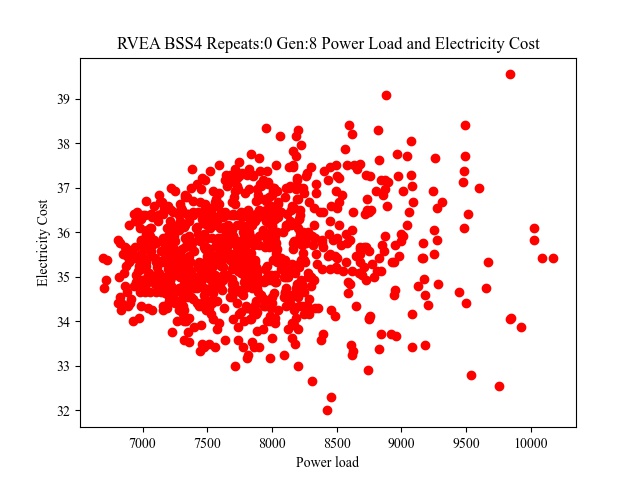 RVEA BSS4 Repeats:0 Gen:8 Power Load and Electricity Cost
39
38
37
36
35
34
33
32
Electricity Cost
7000 7500 8000 8500 9000 9500 10000
Power load